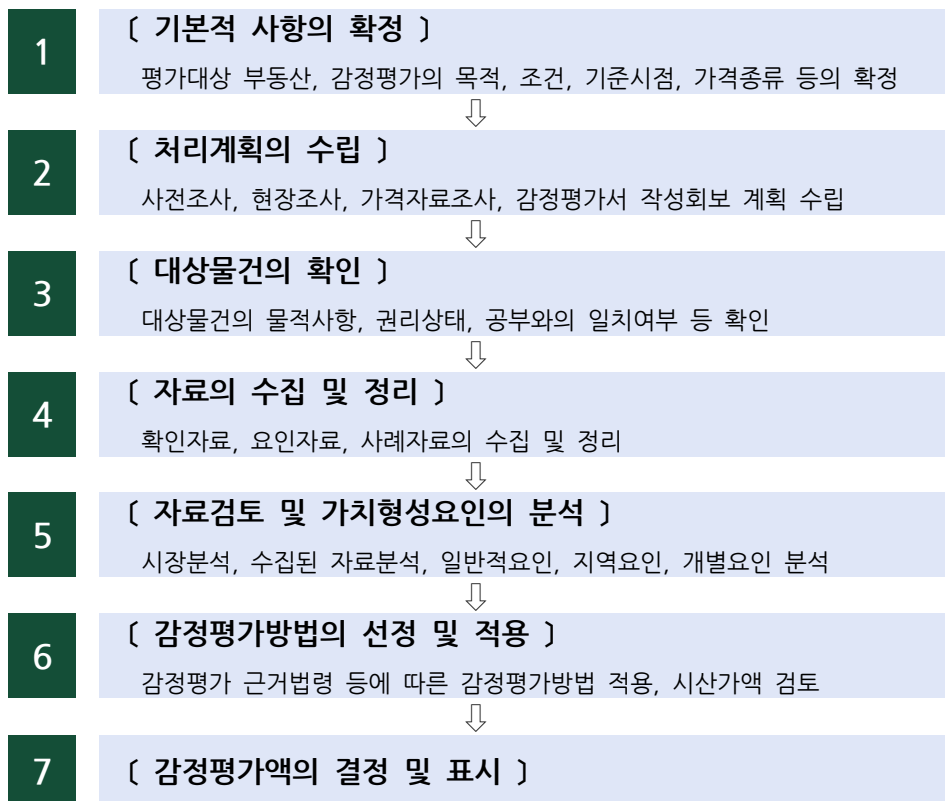 1
〔 기본적 사항의 확정 〕
평가대상 부동산, 감정평가의 목적, 조건, 기준시점, 가격종류 등의 확정
⇩
2
〔 처리계획의 수립 〕
사전조사, 현장조사, 가격자료조사, 감정평가서 작성회보 계획 수립
⇩
3
〔 대상물건의 확인 〕
대상물건의 물적사항, 권리상태, 공부와의 일치여부 등 확인
⇩
4
〔 자료의 수집 및 정리 〕
확인자료, 요인자료, 사례자료의 수집 및 정리
⇩
5
〔 자료검토 및 가치형성요인의 분석 〕
시장분석, 수집된 자료분석, 일반적요인, 지역요인, 개별요인 분석
⇩
6
〔 감정평가방법의 선정 및 적용 〕
감정평가 근거법령 등에 따른 감정평가방법 적용, 시산가액 검토
⇩
7
〔 감정평가액의 결정 및 표시 〕